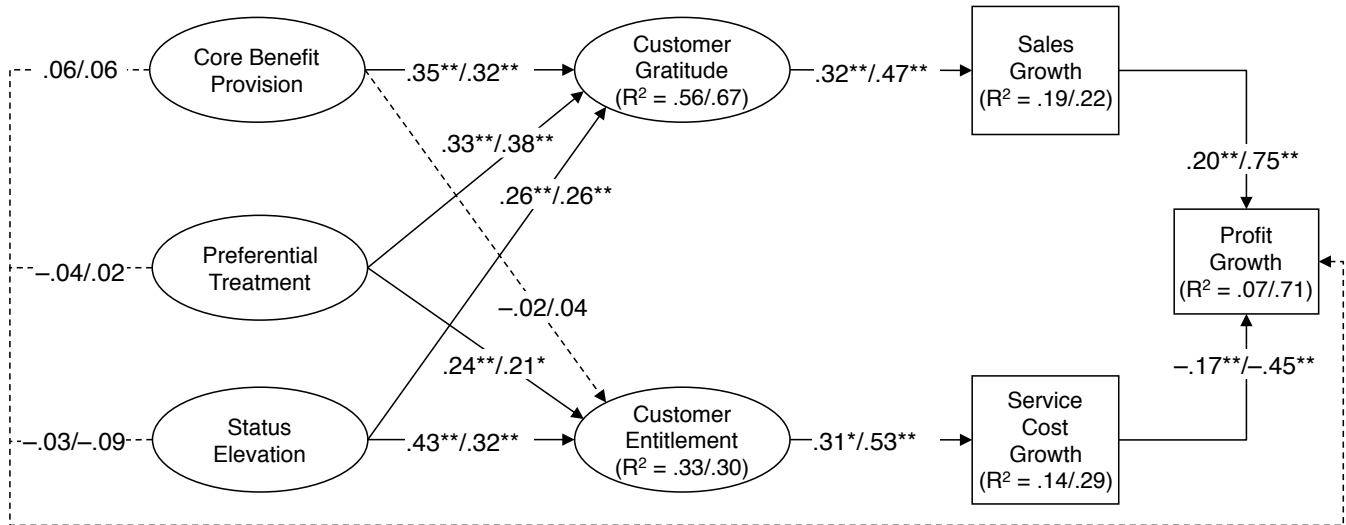 Core Benefit
Provision
Customer
Gratitude
(R² = .56/.67)
Sales
Growth
(R² = .19/.22)
.06/.06
.35**/.32**
.32**/.47**
.33**/.38**
.26**/.26**
.20**/.75**
Preferential
Treatment
–.04/.02
Profit
Growth
(R² = .07/.71)
–.02/.04
.24**/.21*
–.17**/–.45**
Status
Elevation
–.03/–.09
.43**/.32**
Customer
Entitlement
(R² = .33/.30)
.31*/.53**
Service
Cost
Growth
(R² = .14/.29)